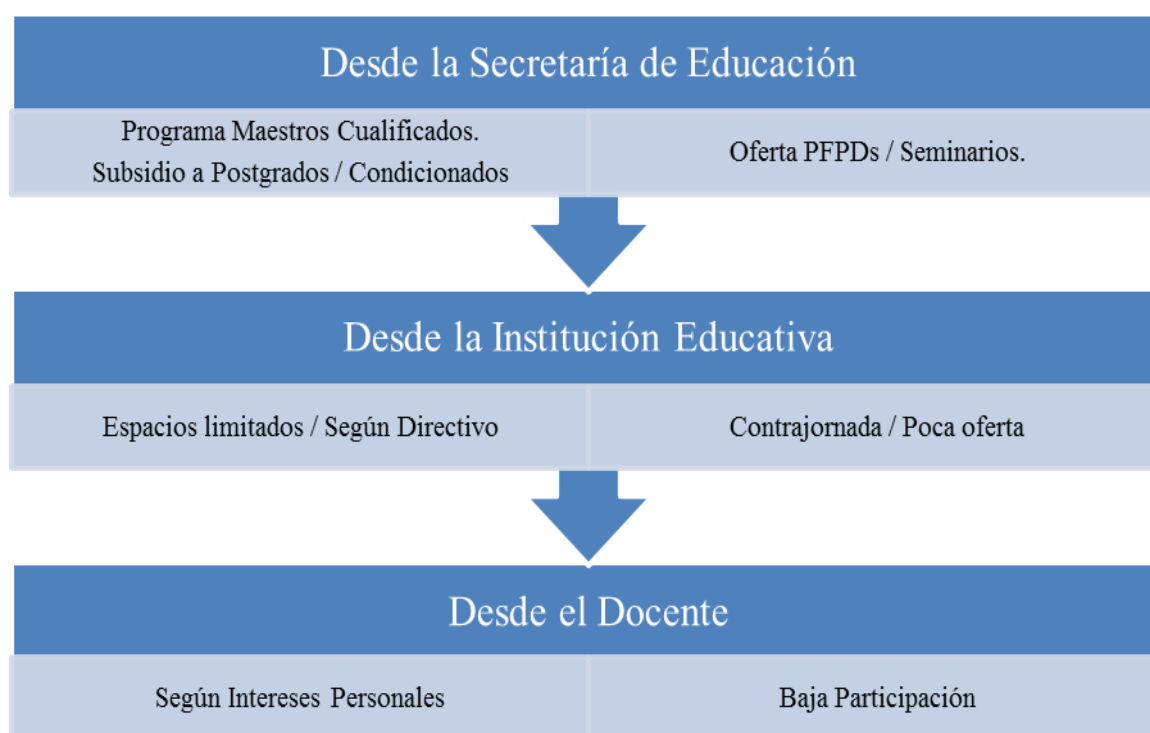 Desde la Secretaría de Educación
Programa Maestros Cualificados.
Subsidio a Postgrados / Condicionados
Oferta PFPDs / Seminarios.
Desde la Institución Educativa
Espacios limitados / Según Directivo
Contrajornada / Poca oferta
Desde el Docente
Según Intereses Personales
Baja Participación